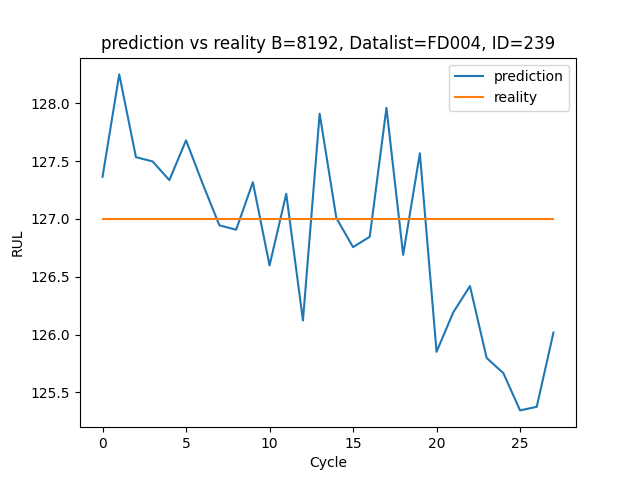 prediction vs reality B=8192, Datalist=FD004, ID=239
prediction
reality
128.0
127.5
127.0
126.5
126.0
125.5
RUL
0 5 10 15 20 25
Cycle